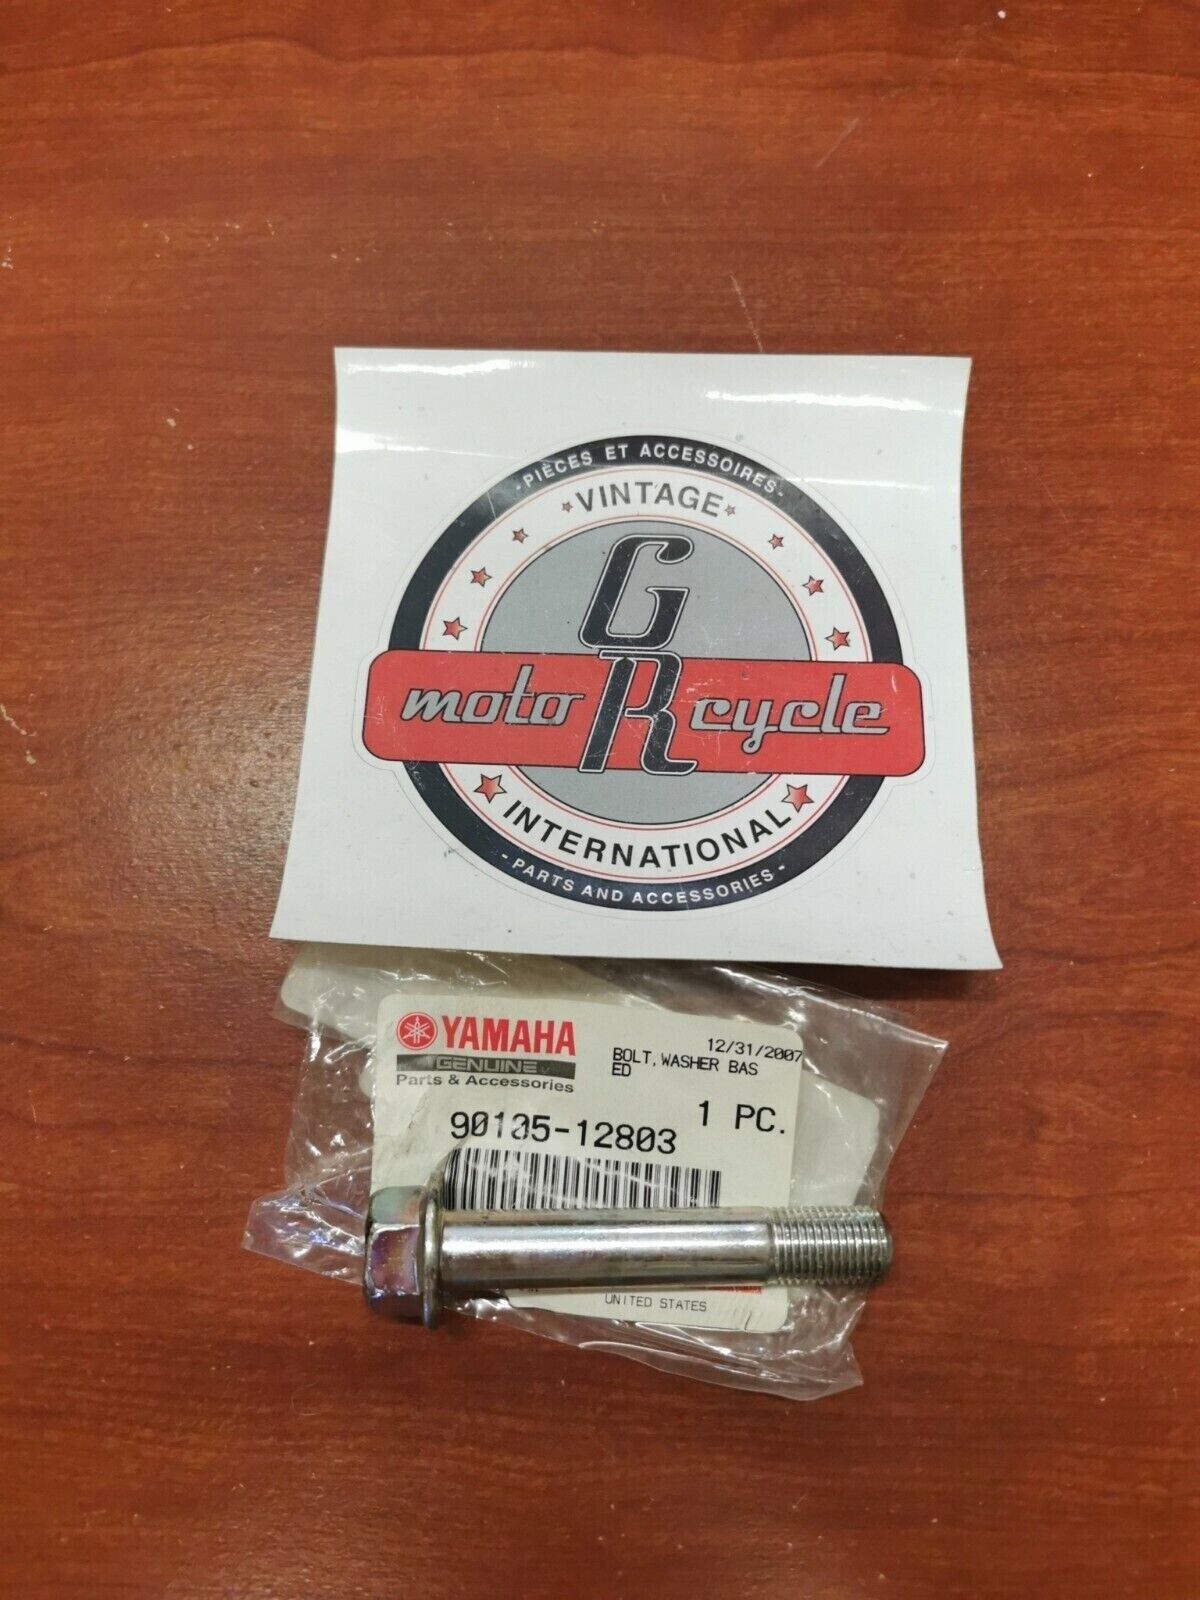 -PIÈCES ET ACCESSOIRES-
VINTAGE
GR
moto cycle
INTERNATIONAL
- PARTS AND ACCESSORIES -
YAMAHA
GENUINE
Parts & Accessories
12/31/2007
BOLT, WASHER BAS
ED
90105-12803
1 PC.
UNITED STATES